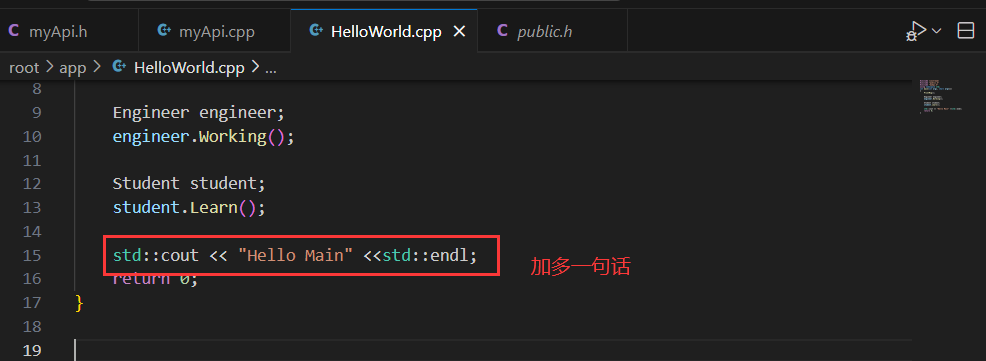 myApi.h myApi.cpp HelloWorld.cpp public.h
root > app > HelloWorld.cpp > ...
8
9 Engineer engineer;
10 engineer.Working();
11
12 Student student;
13 student.Learn();
14
15 std::cout << "Hello Main" <<std::endl;
加多一句话
16 return 0;
17 }
18
19